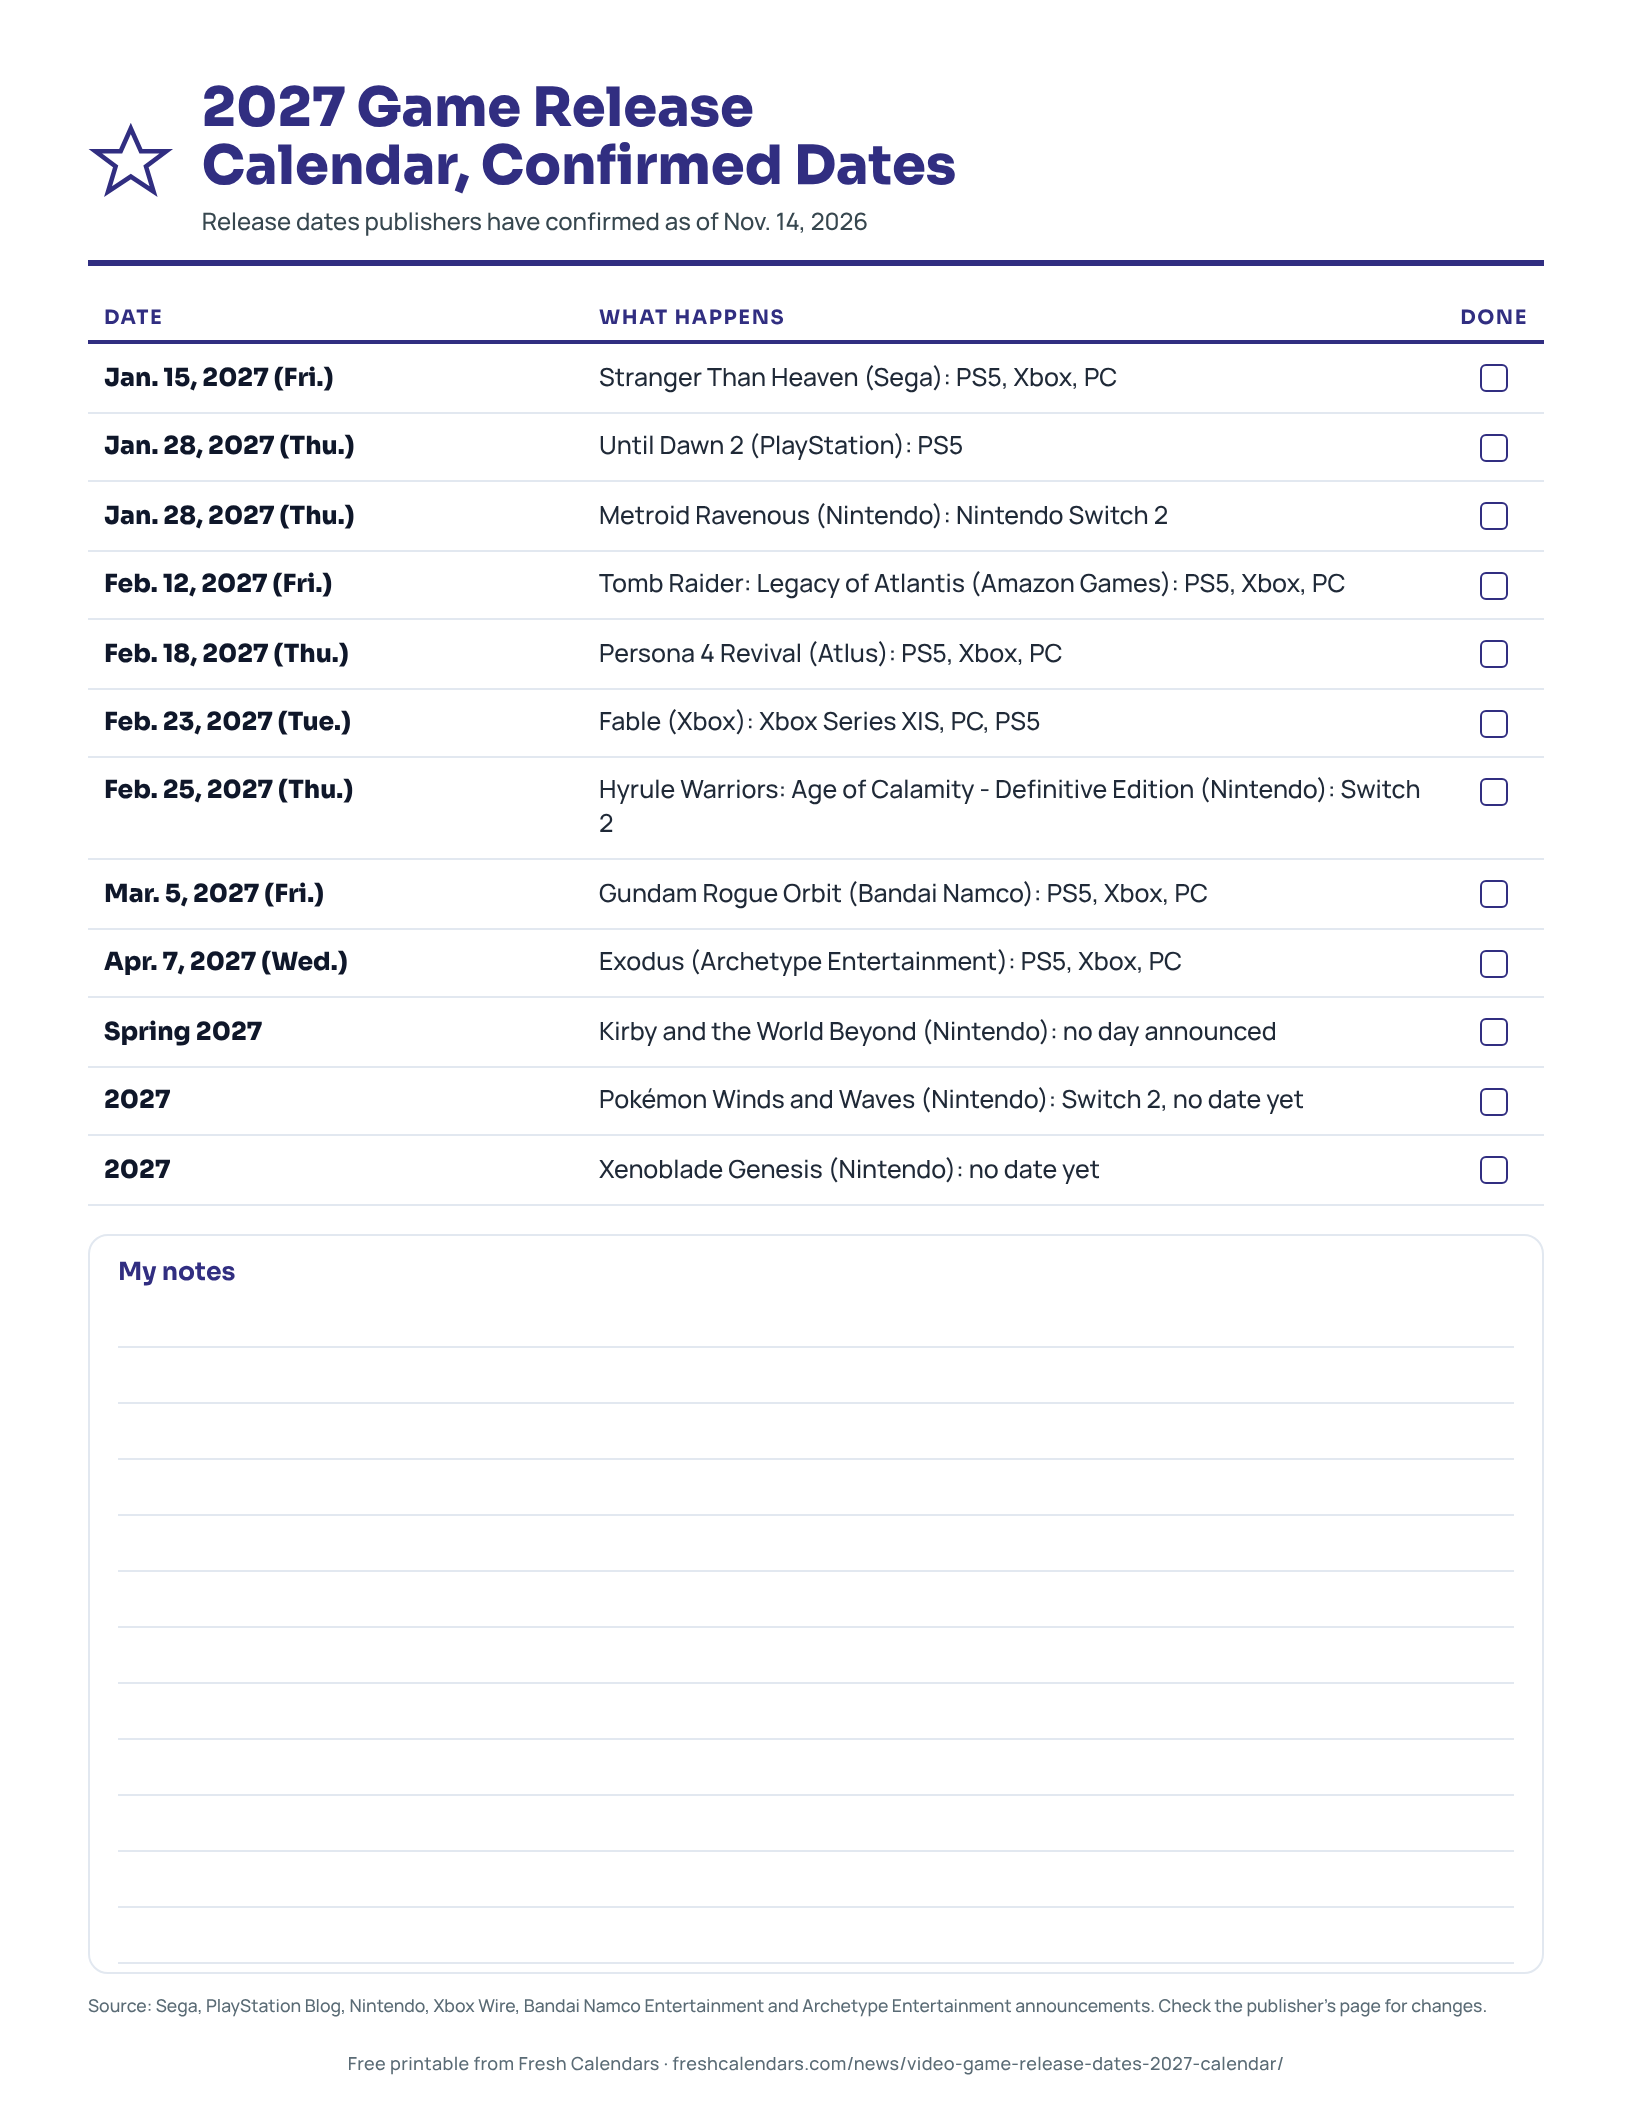 2027 Game Release
Calendar, Confirmed Dates
Release dates publishers have confirmed as of Nov. 14, 2026
DATE WHAT HAPPENS DONE
Jan. 15, 2027 (Fri.) Stranger Than Heaven (Sega): PS5, Xbox, PC
Jan. 28, 2027 (Thu.) Until Dawn 2 (PlayStation): PS5
Jan. 28, 2027 (Thu.) Metroid Ravenous (Nintendo): Nintendo Switch 2
Feb. 12, 2027 (Fri.) Tomb Raider: Legacy of Atlantis (Amazon Games): PS5, Xbox, PC
Feb. 18, 2027 (Thu.) Persona 4 Revival (Atlus): PS5, Xbox, PC
Feb. 23, 2027 (Tue.) Fable (Xbox): Xbox Series XIS, PC, PS5
Feb. 25, 2027 (Thu.) Hyrule Warriors: Age of Calamity - Definitive Edition (Nintendo): Switch
2
Mar. 5, 2027 (Fri.) Gundam Rogue Orbit (Bandai Namco): PS5, Xbox, PC
Apr. 7, 2027 (Wed.) Exodus (Archetype Entertainment): PS5, Xbox, PC
Spring 2027 Kirby and the World Beyond (Nintendo): no day announced
2027 Pokémon Winds and Waves (Nintendo): Switch 2, no date yet
2027 Xenoblade Genesis (Nintendo): no date yet
My notes
Source: Sega, PlayStation Blog, Nintendo, Xbox Wire, Bandai Namco Entertainment and Archetype Entertainment announcements. Check the publisher's page for changes.
Free printable from Fresh Calendars · freshcalendars.com/news/video-game-release-dates-2027-calendar/